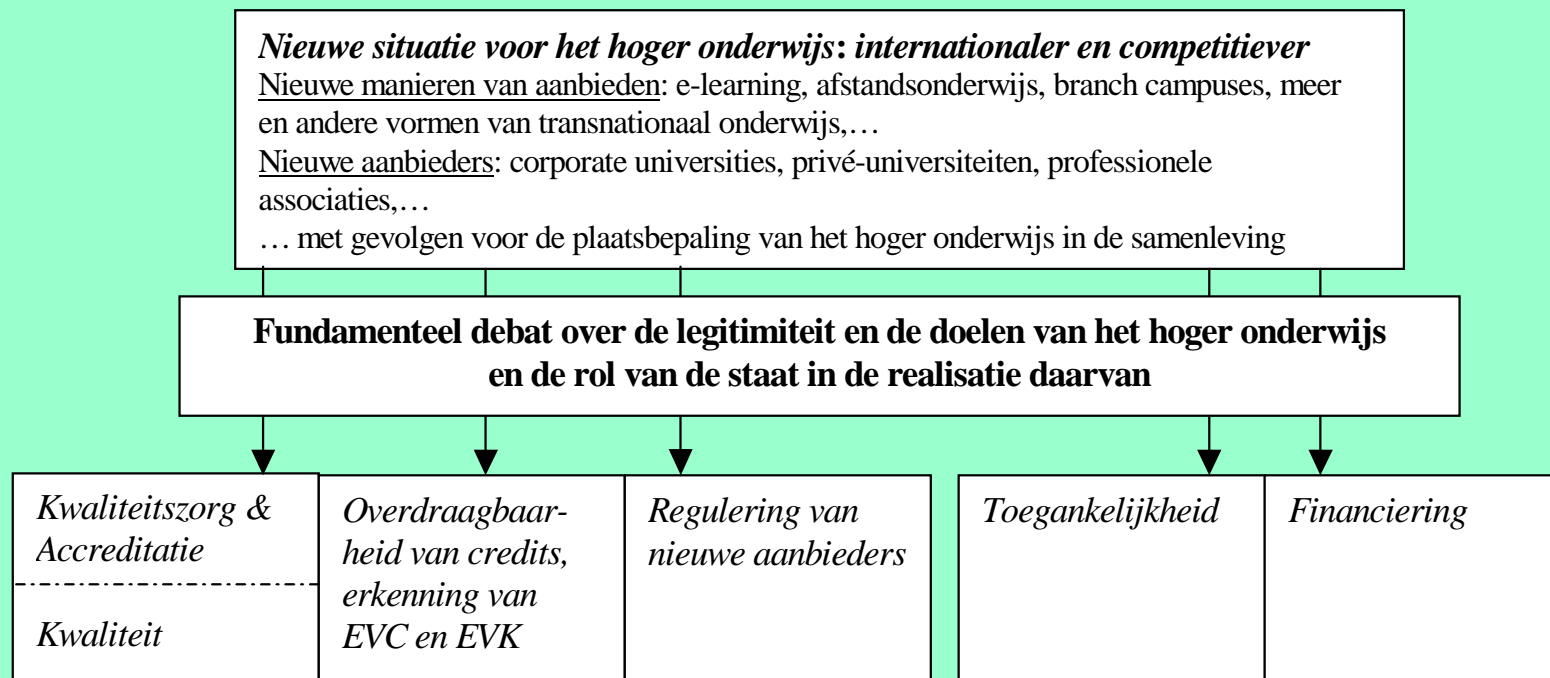 Nieuwe situatie voor het hoger onderwijs: internationaler en competitiever
Nieuwe manieren van aanbieden: e-learning, afstandsonderwijs, branch campuses, meer
en andere vormen van transnationaal onderwijs,…
Nieuwe aanbieders: corporate universities, privé-universiteiten, professionele
associaties,…
… met gevolgen voor de plaatsbepaling van het hoger onderwijs in de samenleving
Fundamenteel debat over de legitimiteit en de doelen van het hoger onderwijs
en de rol van de staat in de realisatie daarvan
Kwaliteitszorg &
Accreditatie
Kwaliteit
Overdraagbaar-
heid van credits,
erkenning van
EVC en EVK
Regulering van
nieuwe aanbieders
Toegankelijkheid
Financiering